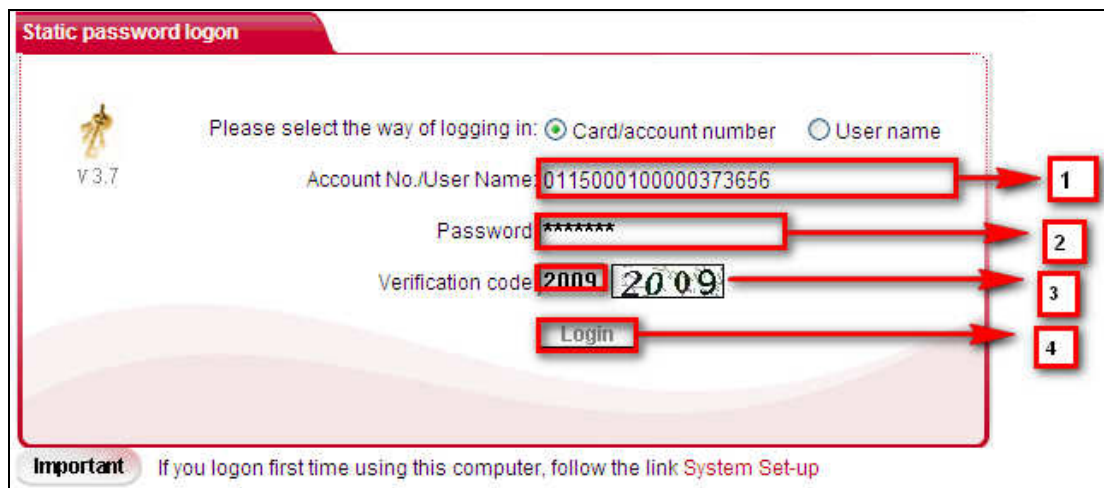 Static password logon
Please select the way of logging in: Card/account number User name
v 3.7
Account No./User Name: 0115000100000373656 1
Password ******* 2
Verification code 2009 2009 3
Login 4
Important If you logon first time using this computer, follow the link System Set-up